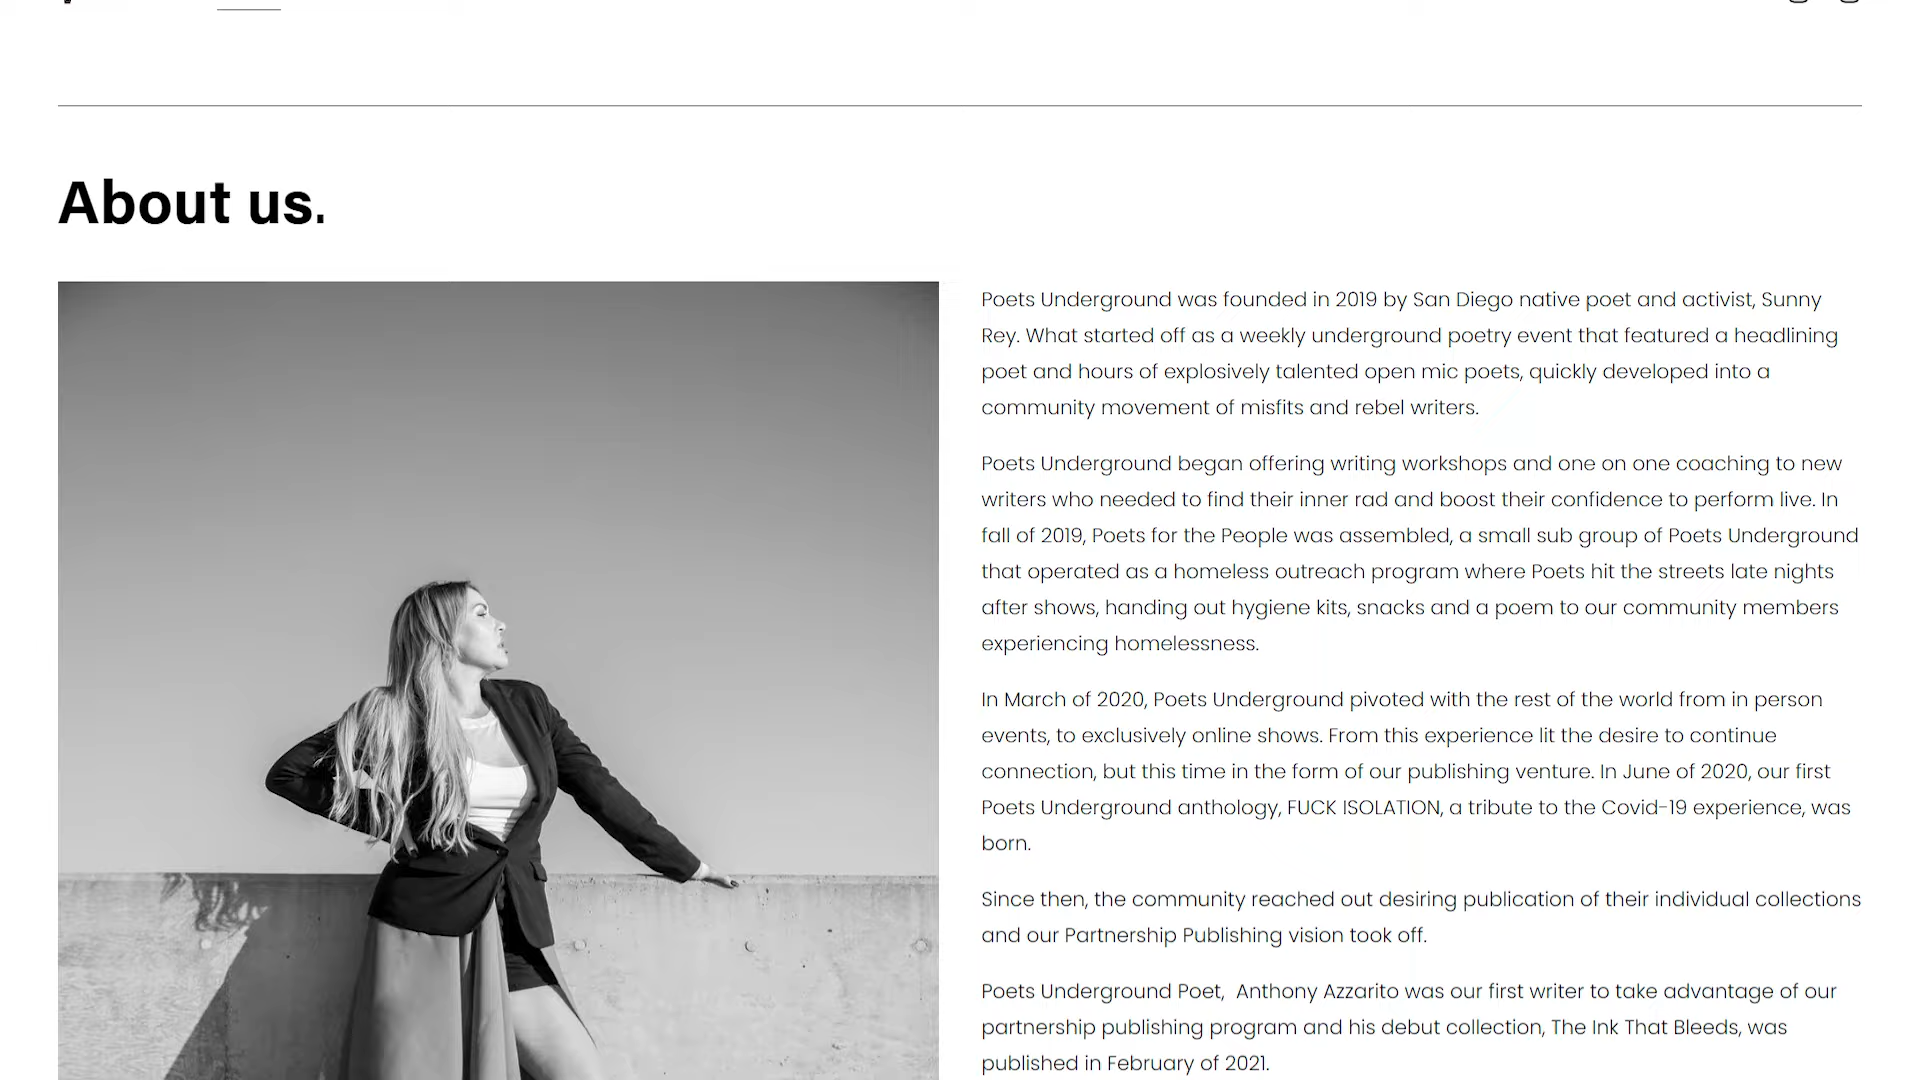 About us.
Poets Underground was founded in 2019 by San Diego native poet and activist, Sunny
Rey. What started off as a weekly underground poetry event that featured a headlining
poet and hours of explosively talented open mic poets, quickly developed into a
community movement of misfits and rebel writers.
Poets Underground began offering writing workshops and one on one coaching to new
writers who needed to find their inner rad and boost their confidence to perform live. In
fall of 2019, Poets for the People was assembled, a small sub group of Poets Underground
that operated as a homeless outreach program where Poets hit the streets late nights
after shows, handing out hygiene kits, snacks and a poem to our community members
experiencing homelessness.
In March of 2020, Poets Underground pivoted with the rest of the world from in person
events, to exclusively online shows. From this experience lit the desire to continue
connection, but this time in the form of our publishing venture. In June of 2020, our first
Poets Underground anthology, FUCK ISOLATION, a tribute to the Covid-19 experience, was
born.
Since then, the community reached out desiring publication of their individual collections
and our Partnership Publishing vision took off.
Poets Underground Poet,  Anthony Azzarito was our first writer to take advantage of our
partnership publishing program and his debut collection, The Ink That Bleeds, was
published in February of 2021.